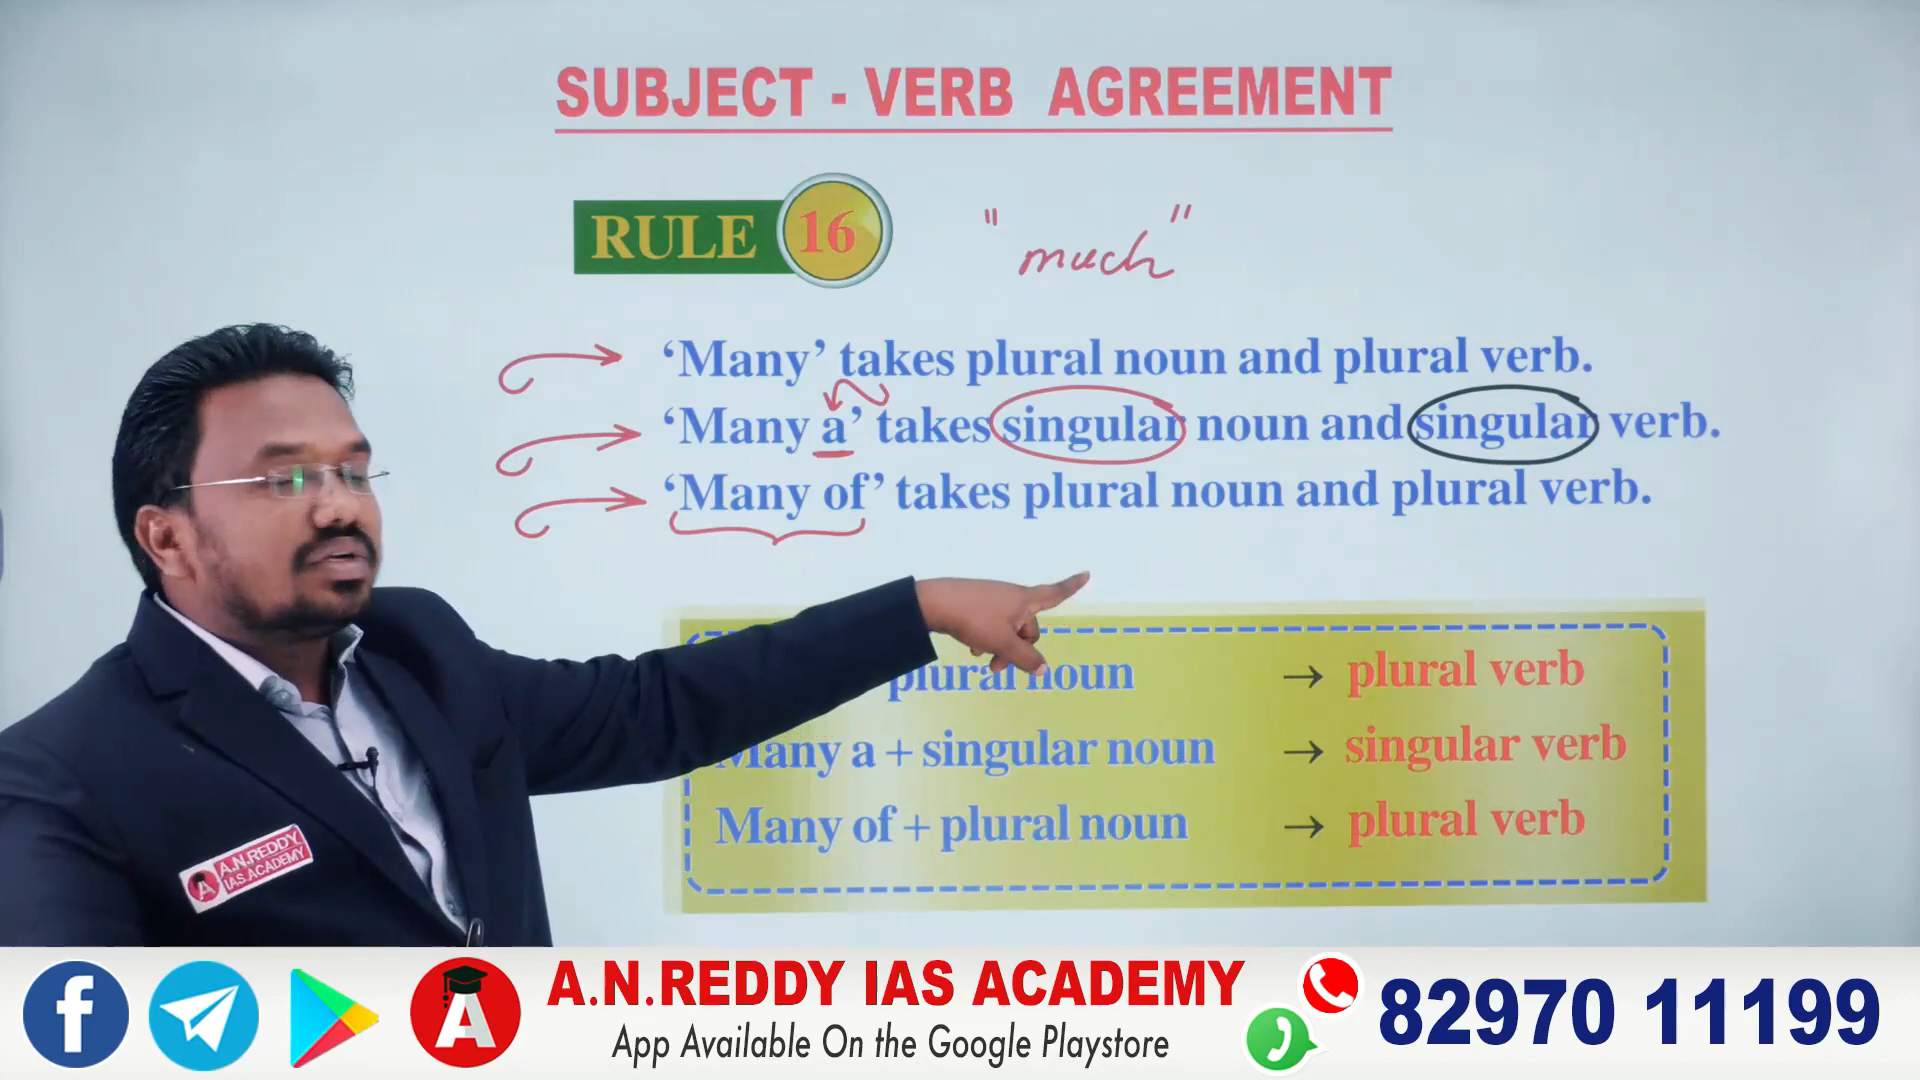 SUBJECT - VERB AGREEMENT
RULE 16
"much"
‘Many’ takes plural noun and plural verb.
‘Many a’ takes singular noun and singular verb.
‘Many of’ takes plural noun and plural verb.
plural noun → plural verb
Many a + singular noun → singular verb
Many of + plural noun → plural verb
A.N.REDDY
IAS ACADEMY
A.N.REDDY IAS ACADEMY
App Available On the Google Playstore
82970 11199